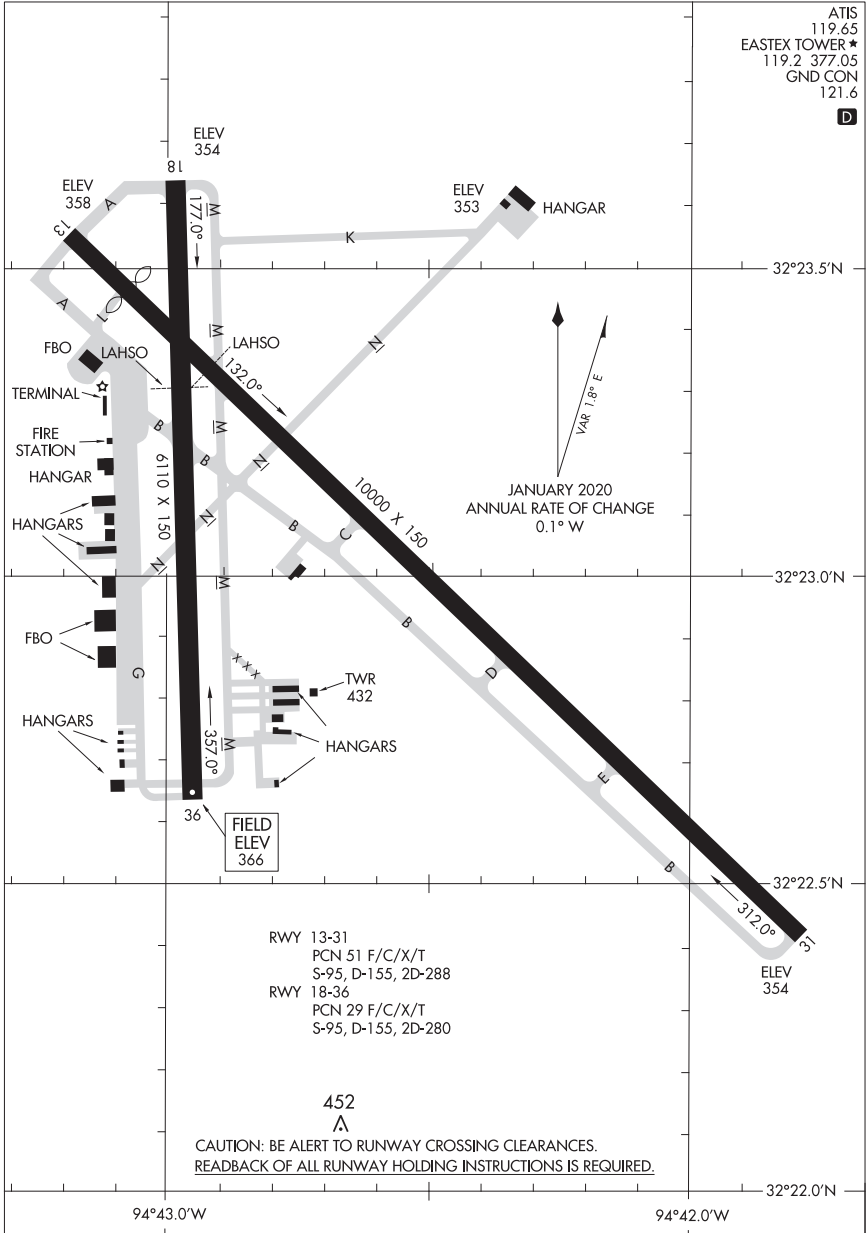 ATIS
119.65
EASTEX TOWER ★
119.2 377.05
GND CON
121.6
D
ELEV
354
18
ELEV
358
13
A
177.0°
M
ELEV
353
HANGAR
K
32°23.5'N
A
L
FBO
LAHSO
M
LAHSO
132.0°
N
TERMINAL
VAR 1.8° E
FIRE
STATION
B
B
M
N
HANGAR
6110 X 150
10000 X 150
JANUARY 2020
ANNUAL RATE OF CHANGE
0.1° W
HANGARS
N
B
C
N
M
32°23.0'N
FBO
B
G
X X X
D
TWR
432
HANGARS
357.0°
M
HANGARS
E
36
FIELD
ELEV
366
B
32°22.5'N
312.0°
31
ELEV
354
RWY 13-31
PCN 51 F/C/X/T
S-95, D-155, 2D-288
RWY 18-36
PCN 29 F/C/X/T
S-95, D-155, 2D-280
452
CAUTION: BE ALERT TO RUNWAY CROSSING CLEARANCES.
READBACK OF ALL RUNWAY HOLDING INSTRUCTIONS IS REQUIRED.
32°22.0'N
94°43.0'W
94°42.0'W